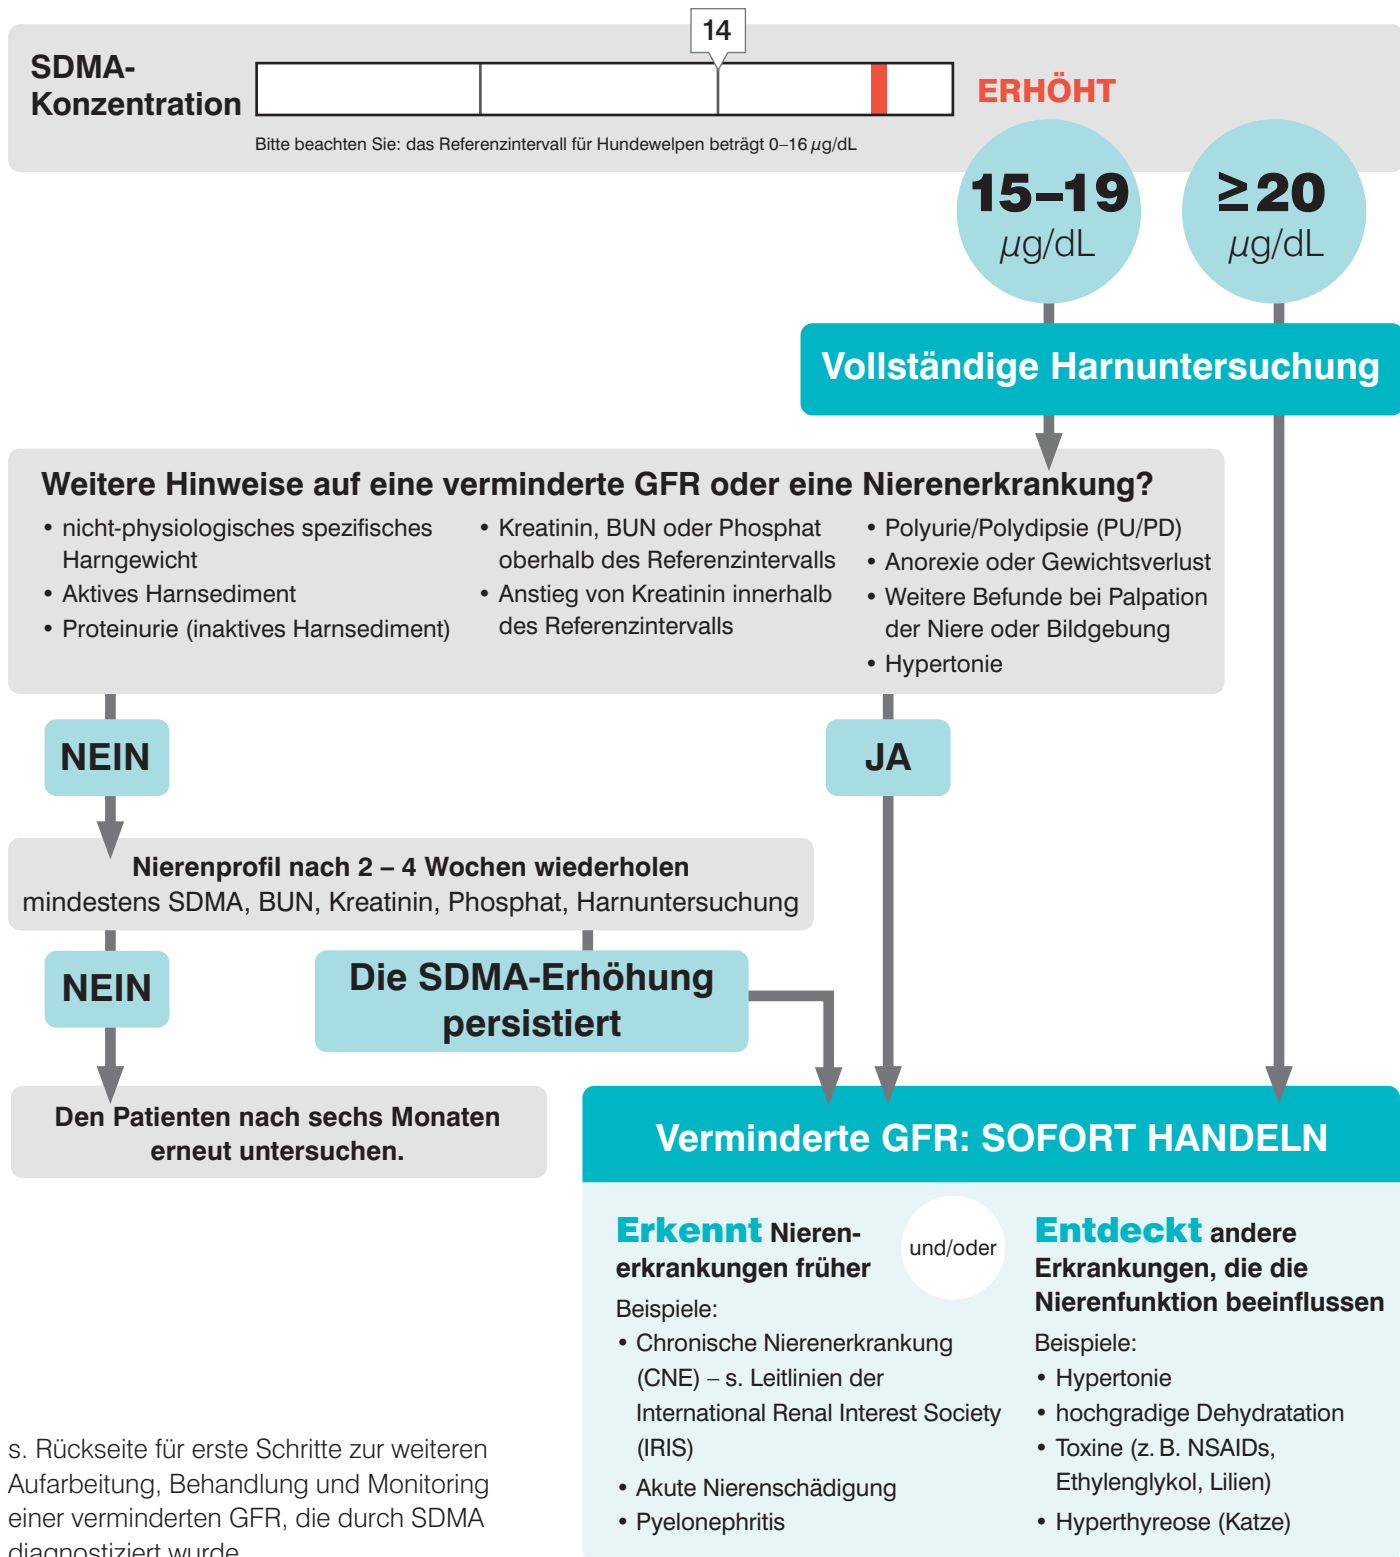 14
SDMA-
Konzentration
ERHÖHT
Bitte beachten Sie: das Referenzintervall für Hundewelpen beträgt 0–16 µg/dL
15–19
µg/dL
≥20
µg/dL
Vollständige Harnuntersuchung
Weitere Hinweise auf eine verminderte GFR oder eine Nierenerkrankung?
• nicht-physiologisches spezifisches
Harngewicht
• Aktives Harnsediment
• Proteinurie (inaktives Harnsediment)
• Kreatinin, BUN oder Phosphat
oberhalb des Referenzintervalls
• Anstieg von Kreatinin innerhalb
des Referenzintervalls
• Polyurie/Polydipsie (PU/PD)
• Anorexie oder Gewichtsverlust
• Weitere Befunde bei Palpation
der Niere oder Bildgebung
• Hypertonie
NEIN
JA
Nierenprofil nach 2 – 4 Wochen wiederholen
mindestens SDMA, BUN, Kreatinin, Phosphat, Harnuntersuchung
NEIN
Die SDMA-Erhöhung
persistiert
Den Patienten nach sechs Monaten
erneut untersuchen.
Verminderte GFR: SOFORT HANDELN
Erkennt Nieren-
erkrankungen früher
Beispiele:
• Chronische Nierenerkrankung
(CNE) – s. Leitlinien der
International Renal Interest Society
(IRIS)
• Akute Nierenschädigung
• Pyelonephritis
und/oder
Entdeckt andere
Erkrankungen, die die
Nierenfunktion beeinflussen
Beispiele:
• Hypertonie
• hochgradige Dehydratation
• Toxine (z. B. NSAIDs,
Ethylenglykol, Lilien)
• Hyperthyreose (Katze)
s. Rückseite für erste Schritte zur weiteren
Aufarbeitung, Behandlung und Monitoring
einer verminderten GFR, die durch SDMA
diagnostiziert wurde